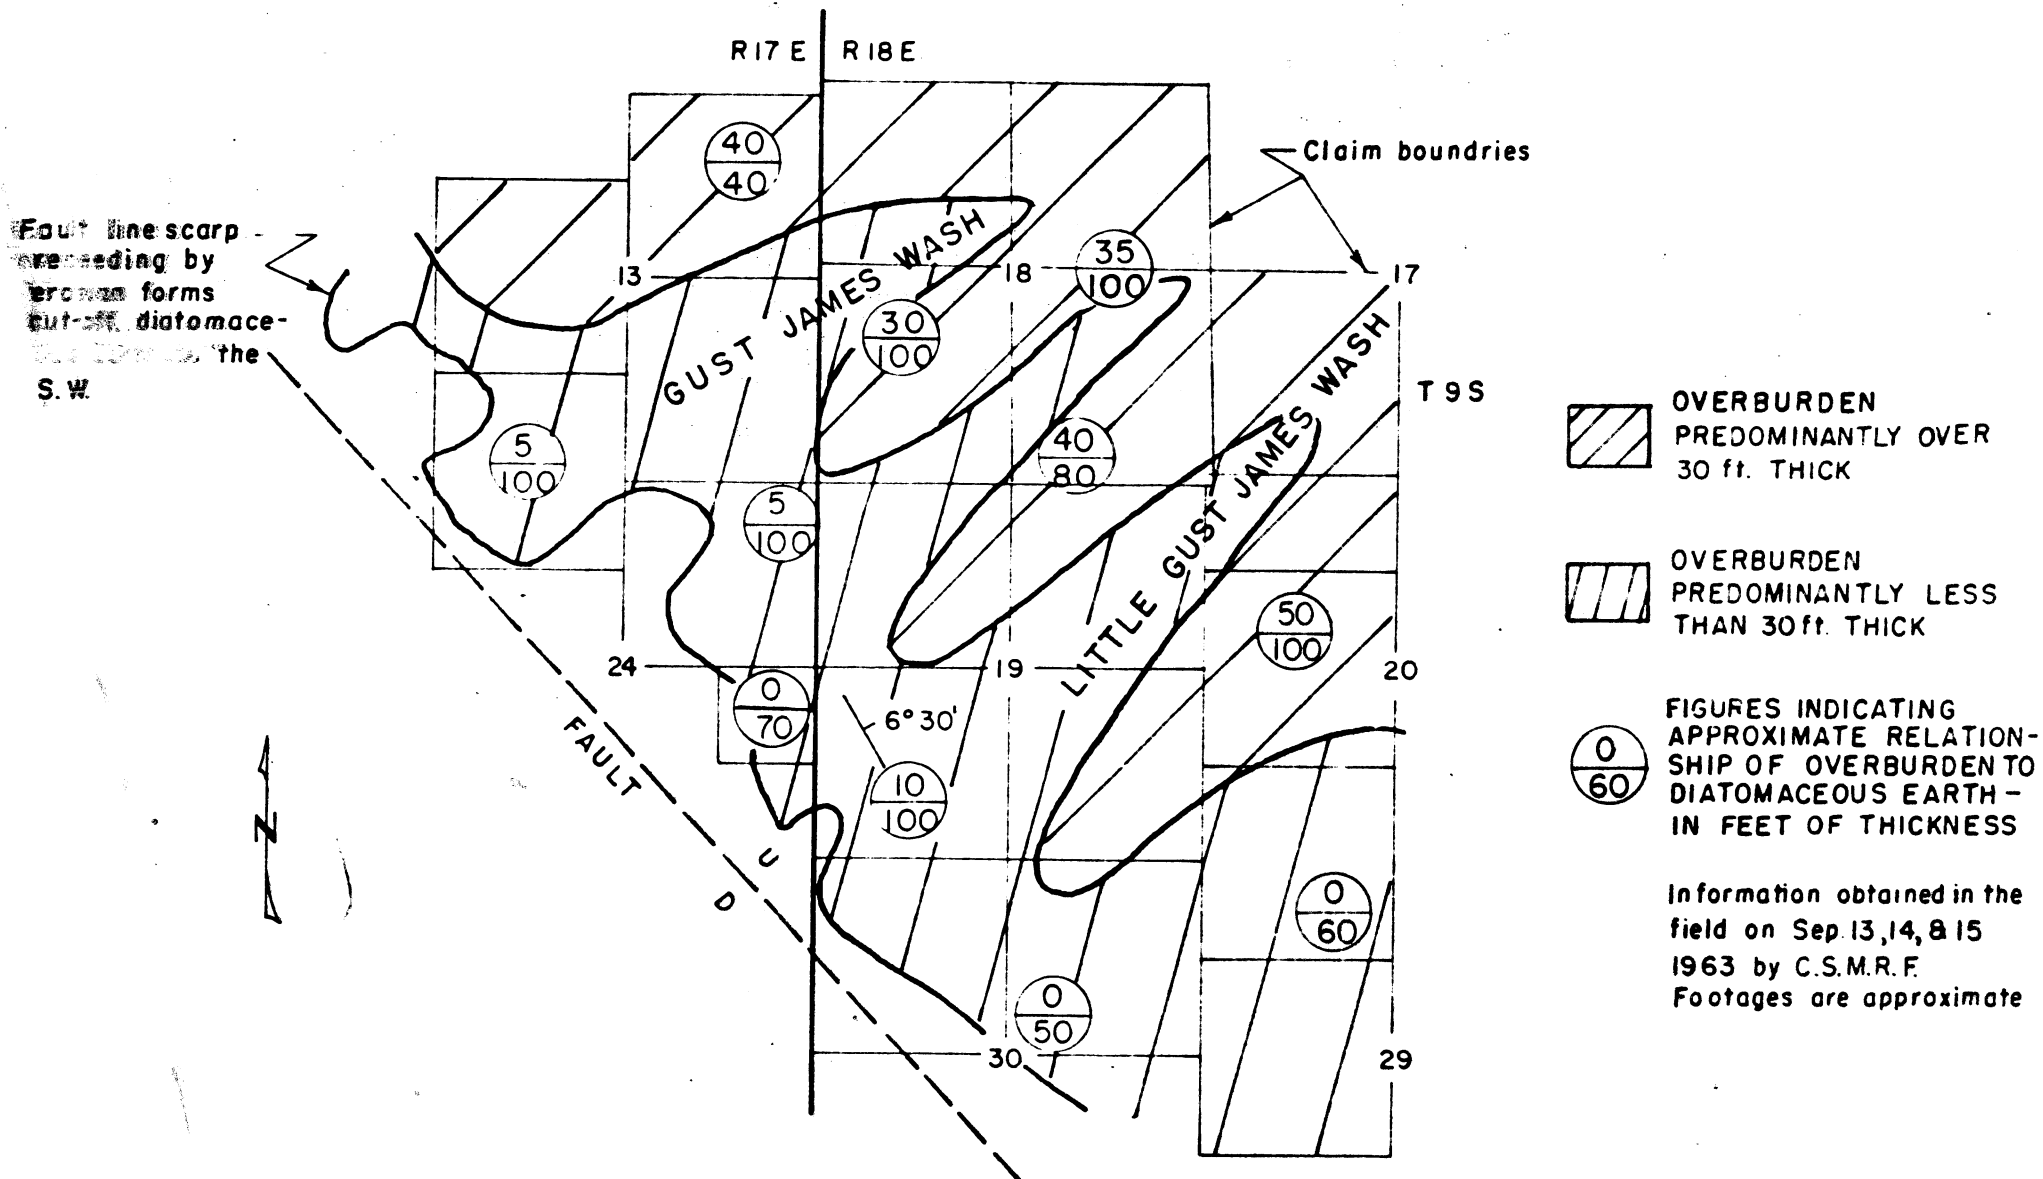 R17 E R18 E
40
40
Claim boundries
Fault line scarp
receeding by
forms
cut-off diatomace-
the
S.W.
GUST JAMES WASH
13
18
17
35
100
30
100
T 9 S
5
100
40
80
5
100
LITTLE GUST JAMES WASH
50
100
24
19
20
0
70
6° 30'
FAULT
10
100
U
D
0
60
0
50
30
29
OVERBURDEN
PREDOMINANTLY OVER
30 ft. THICK
OVERBURDEN
PREDOMINANTLY LESS
THAN 30 ft. THICK
0
60
FIGURES INDICATING
APPROXIMATE RELATION-
SHIP OF OVERBURDEN TO
DIATOMACEOUS EARTH –
IN FEET OF THICKNESS
Information obtained in the
field on Sep. 13, 14, & 15
1963 by C.S.M.R.F.
Footages are approximate
N